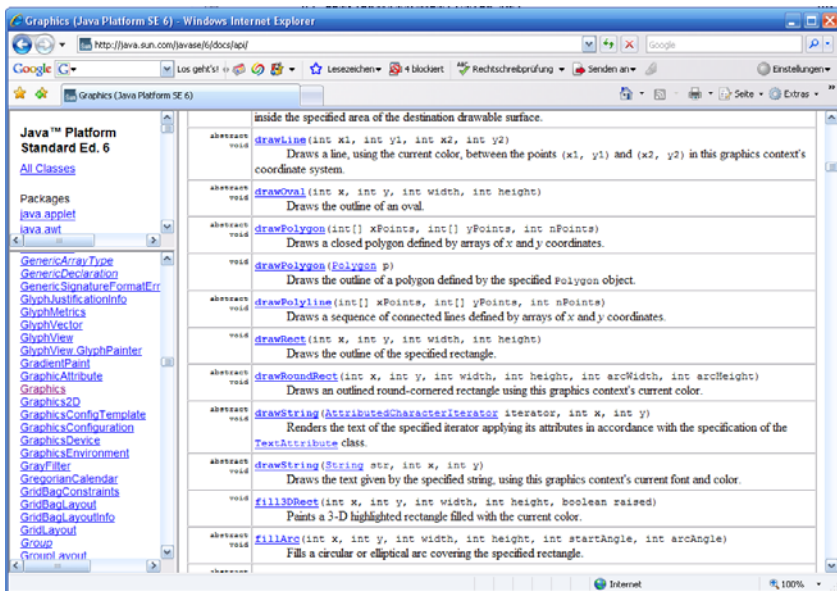 Graphics (Java Platform SE 6) - Windows Internet Explorer
http://java.sun.com/javase/6/docs/api/
Google
Google
Los geht's!
Lesezeichen
4 blockiert
Rechtschreibprüfung
Senden an
Einstellungen
Graphics (Java Platform SE 6)
Seite
Extras
Java™ Platform
Standard Ed. 6
All Classes
Packages
java.applet
java.awt
GenericArrayType
GenericDeclaration
GenericSignatureFormatErr
GlyphJustificationInfo
GlyphMetrics
GlyphVector
GlyphView
GlyphView.GlyphPainter
GradientPaint
GraphicAttribute
Graphics
Graphics2D
GraphicsConfigTemplate
GraphicsConfiguration
GraphicsDevice
GraphicsEnvironment
GrayFilter
GregorianCalendar
GridBagConstraints
GridBagLayout
GridBagLayoutInfo
GridLayout
Group
GroupLayout
inside the specified area of the destination drawable surface.
abstract void drawLine(int x1, int y1, int x2, int y2)
Draws a line, using the current color, between the points (x1, y1) and (x2, y2) in this graphics context's
coordinate system.
abstract void drawOval(int x, int y, int width, int height)
Draws the outline of an oval.
abstract void drawPolygon(int[] xPoints, int[] yPoints, int nPoints)
Draws a closed polygon defined by arrays of x and y coordinates.
void drawPolygon(Polygon p)
Draws the outline of a polygon defined by the specified Polygon object.
abstract void drawPolyline(int[] xPoints, int[] yPoints, int nPoints)
Draws a sequence of connected lines defined by arrays of x and y coordinates.
void drawRect(int x, int y, int width, int height)
Draws the outline of the specified rectangle.
abstract void drawRoundRect(int x, int y, int width, int height, int arcWidth, int arcHeight)
Draws an outlined round-cornered rectangle using this graphics context's current color.
abstract void drawString(AttributedCharacterIterator iterator, int x, int y)
Renders the text of the specified iterator applying its attributes in accordance with the specification of the
TextAttribute class.
abstract void drawString(String str, int x, int y)
Draws the text given by the specified string, using this graphics context's current font and color.
void fill3DRect(int x, int y, int width, int height, boolean raised)
Paints a 3-D highlighted rectangle filled with the current color.
abstract void fillArc(int x, int y, int width, int height, int startAngle, int arcAngle)
Fills a circular or elliptical arc covering the specified rectangle.
Internet
100%